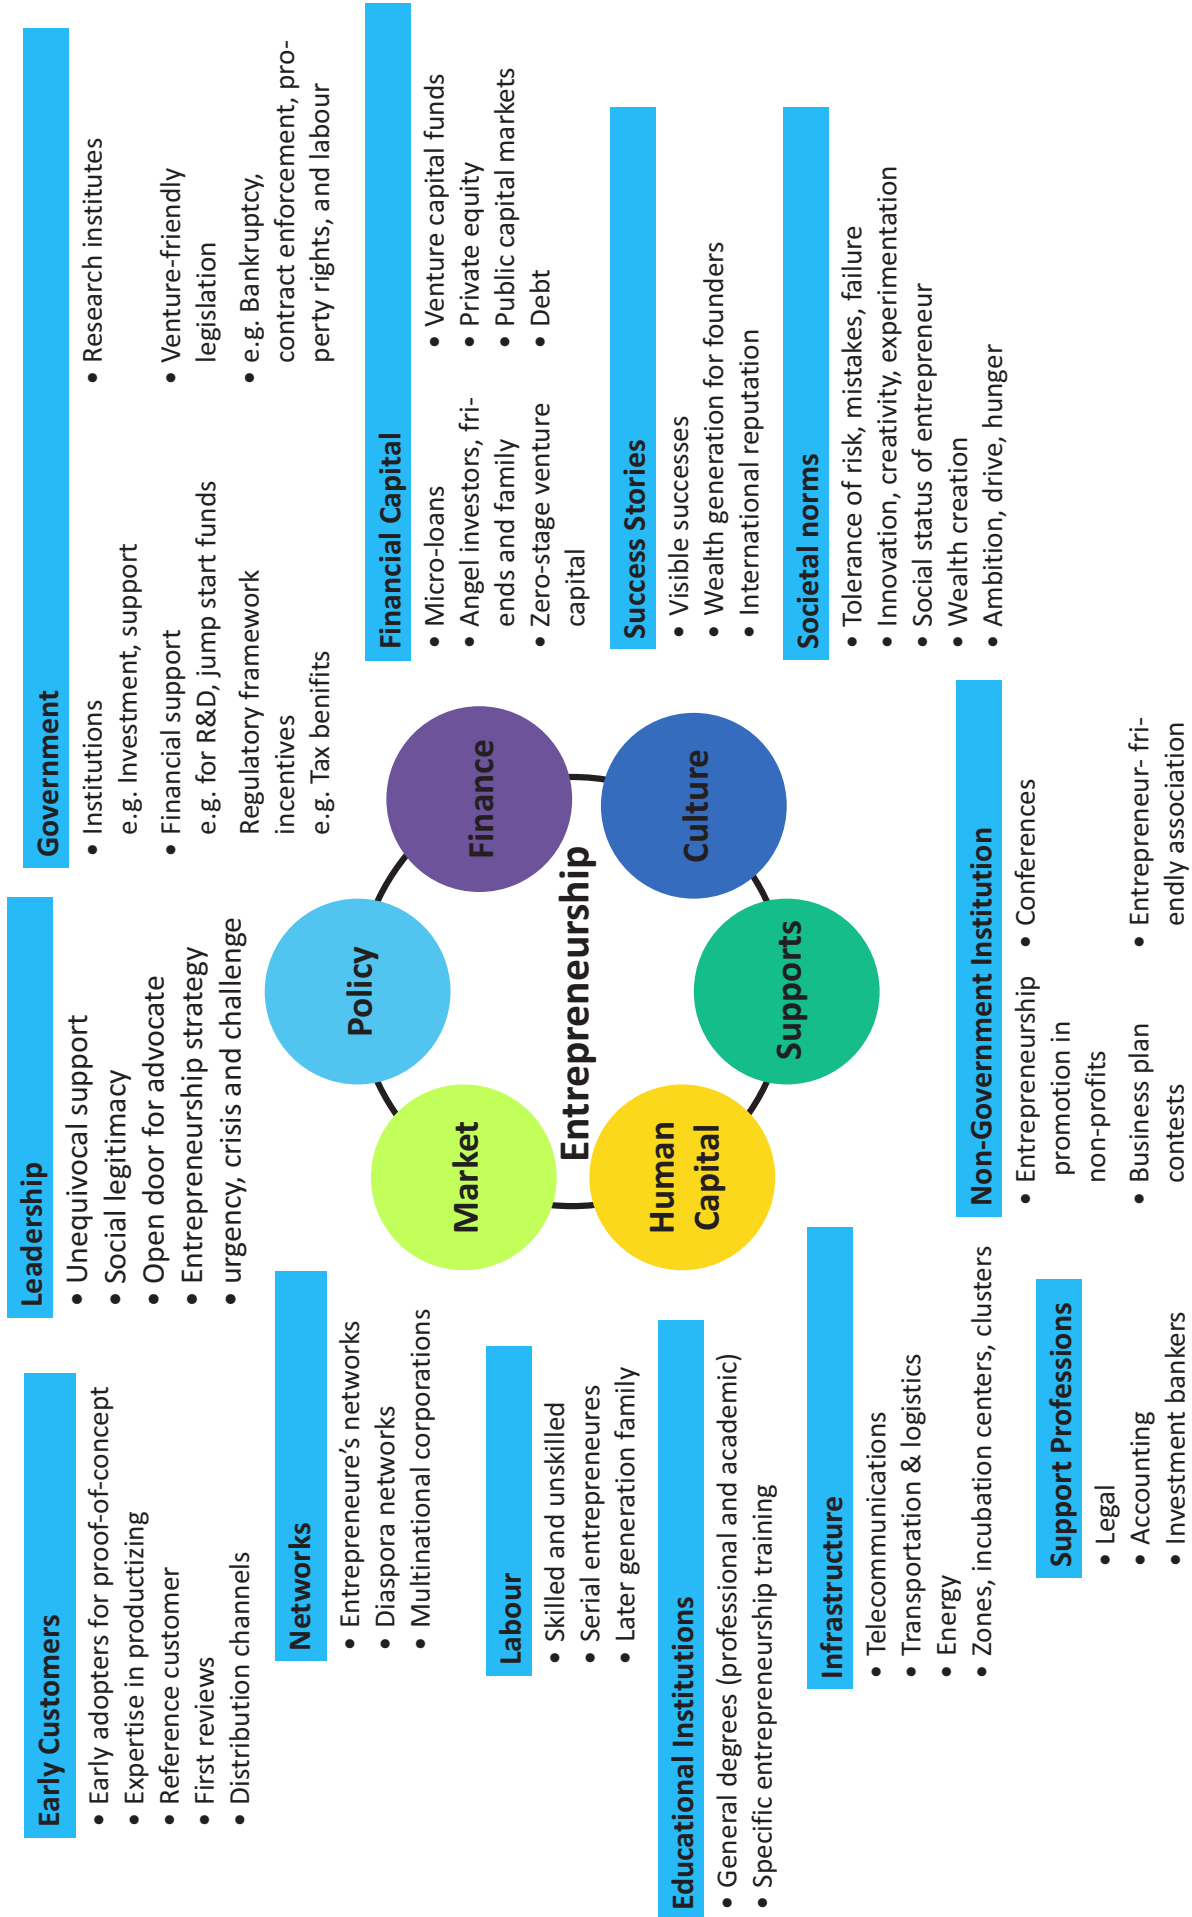 Early Customers
• Early adopters for proof-of-concept
• Expertise in productizing
• Reference customer
• First reviews
• Distribution channels
Leadership
• Unequivocal support
• Social legitimacy
• Open door for advocate
• Entrepreneurship strategy
• urgency, crisis and challenge
Government
• Institutions
e.g. Investment, support
• Financial support
e.g. for R&D, jump start funds
Regulatory framework
incentives
e.g. Tax benifits
• Research institutes
• Venture-friendly
legislation
• e.g. Bankruptcy,
contract enforcement, pro-
perty rights, and labour
Networks
• Entrepreneure’s networks
• Diaspora networks
• Multinational corporations
Labour
• Skilled and unskilled
• Serial entrepreneures
• Later generation family
Educational Institutions
• General degrees (professional and academic)
• Specific entrepreneurship training
Infrastructure
• Telecommunications
• Transportation & logistics
• Energy
• Zones, incubation centers, clusters
Support Professions
• Legal
• Accounting
• Investment bankers
Policy
Market
Finance
Entrepreneurship
Human
Capital
Culture
Supports
Financial Capital
• Micro-loans
• Angel investors, fri-
ends and family
• Zero-stage venture
capital
• Venture capital funds
• Private equity
• Public capital markets
• Debt
Success Stories
• Visible successes
• Wealth generation for founders
• International reputation
Societal norms
• Tolerance of risk, mistakes, failure
• Innovation, creativity, experimentation
• Social status of entrepreneur
• Wealth creation
• Ambition, drive, hunger
Non-Government Institution
• Entrepreneurship
promotion in
non-profits
• Business plan
contests
• Conferences
• Entrepreneur- fri-
endly association